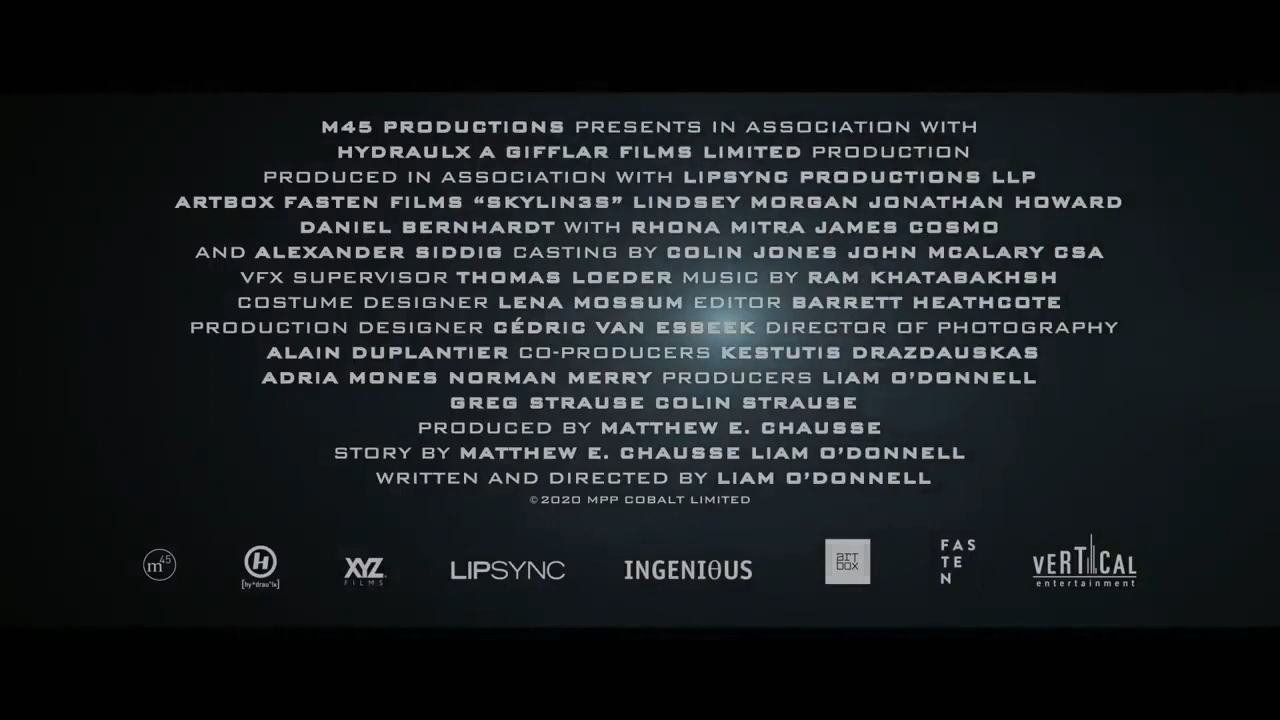 M45 PRODUCTIONS PRESENTS IN ASSOCIATION WITH
HYDRAULX A GIFFLAR FILMS LIMITED PRODUCTION
PRODUCED IN ASSOCIATION WITH LIPSYNC PRODUCTIONS LLP
ARTBOX FASTEN FILMS “SKYLIN3S” LINDSEY MORGAN JONATHAN HOWARD
DANIEL BERNHARDT WITH RHONA MITRA JAMES COSMO
AND ALEXANDER SIDDIG CASTING BY COLIN JONES JOHN MCALARY CSA
VFX SUPERVISOR THOMAS LOEDER MUSIC BY RAM KHATABAKHSH
COSTUME DESIGNER LENA MOSSUM EDITOR BARRETT HEATHCOTE
PRODUCTION DESIGNER CÉDRIC VAN ESBEEK DIRECTOR OF PHOTOGRAPHY
ALAIN DUPLANTIER CO-PRODUCERS KESTUTIS DRAZDAUSKAS
ADRIA MONES NORMAN MERRY PRODUCERS LIAM O’DONNELL
GREG STRAUSE COLIN STRAUSE
PRODUCED BY MATTHEW E. CHAUSSE
STORY BY MATTHEW E. CHAUSSE LIAM O’DONNELL
WRITTEN AND DIRECTED BY LIAM O’DONNELL
©2020 MPP COBALT LIMITED
m45
H
[hy*drau*lx]
XYZ
FILMS
LIPSYNC
INGENIOUS
art
box
FAS
TE
N
VERTICAL
entertainment